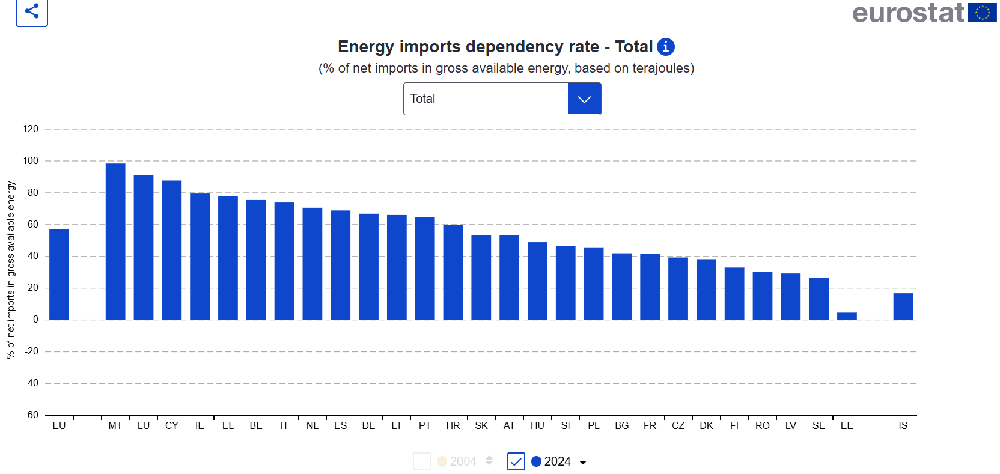 eurostat
Energy imports dependency rate - Total
(% of net imports in gross available energy, based on terajoules)
Total
% of net imports in gross available energy
120
100
80
60
40
20
0
-20
-40
-60
EU MT LU CY IE EL BE IT NL ES DE LT PT HR SK AT HU SI PL BG FR CZ DK FI RO LV SE EE IS
2004 2024